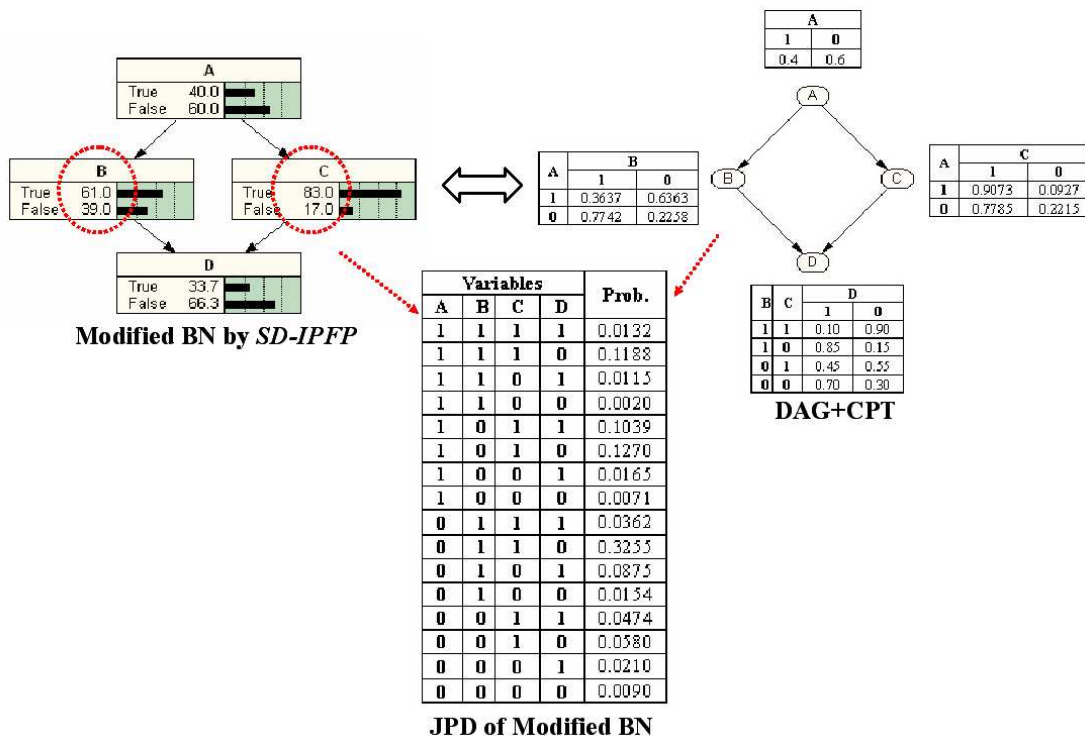 A
True 40.0
False 60.0
B
True 61.0
False 39.0
C
True 83.0
False 17.0
D
True 33.7
False 66.3
Modified BN by SD-IPFP
A
1 0
0.4 0.6
A
B
C
D
A B
1 0
1 0.3637 0.6363
0 0.7742 0.2258
A C
1 0
1 0.9073 0.0927
0 0.7785 0.2215
B C D
1 0
1 1 0.10 0.90
1 0 0.85 0.15
0 1 0.45 0.55
0 0 0.70 0.30
DAG+CPT
Variables Prob.
A B C D
1 1 1 1 0.0132
1 1 1 0 0.1188
1 1 0 1 0.0115
1 1 0 0 0.0020
1 0 1 1 0.1039
1 0 1 0 0.1270
1 0 0 1 0.0165
1 0 0 0 0.0071
0 1 1 1 0.0362
0 1 1 0 0.3255
0 1 0 1 0.0875
0 1 0 0 0.0154
0 0 1 1 0.0474
0 0 1 0 0.0580
0 0 0 1 0.0210
0 0 0 0 0.0090
JPD of Modified BN